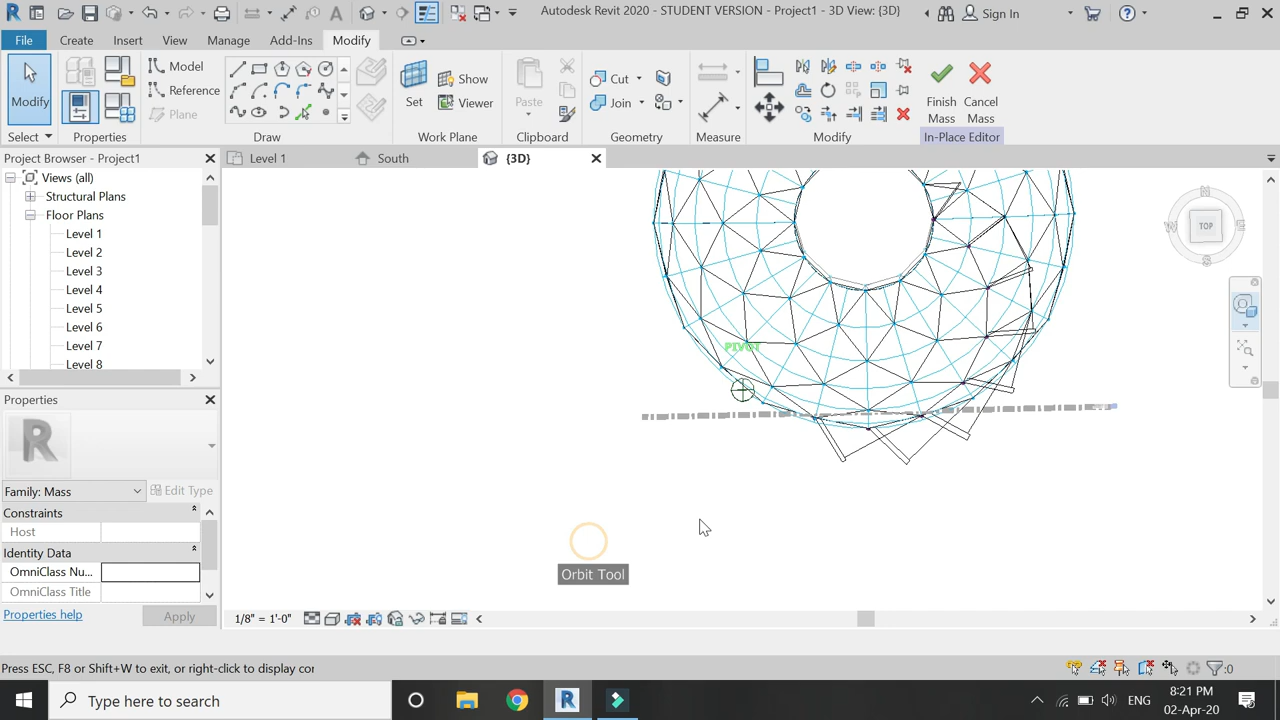 Autodesk Revit 2020 - STUDENT VERSION - Project1 - 3D View: {3D}
Sign In
File
Create
Insert
View
Manage
Add-Ins
Modify
Modify
Select
Properties
Model
Reference
Plane
Draw
Set
Show
Viewer
Work Plane
Paste
Clipboard
Cut
Join
Geometry
Measure
Modify
Finish
Mass
Cancel
Mass
In-Place Editor
Project Browser - Project1
Views (all)
Structural Plans
Floor Plans
Level 1
Level 2
Level 3
Level 4
Level 5
Level 6
Level 7
Level 8
Level 1
South
{3D}
N
W
TOP
E
S
PIVOT
Orbit Tool
Properties
Family: Mass
Edit Type
Constraints
Host
Identity Data
OmniClass Nu...
OmniClass Title
Properties help
Apply
1/8" = 1'-0"
Press ESC, F8 or Shift+W to exit, or right-click to display cor
:0
Type here to search
ENG
8:21 PM
02-Apr-20